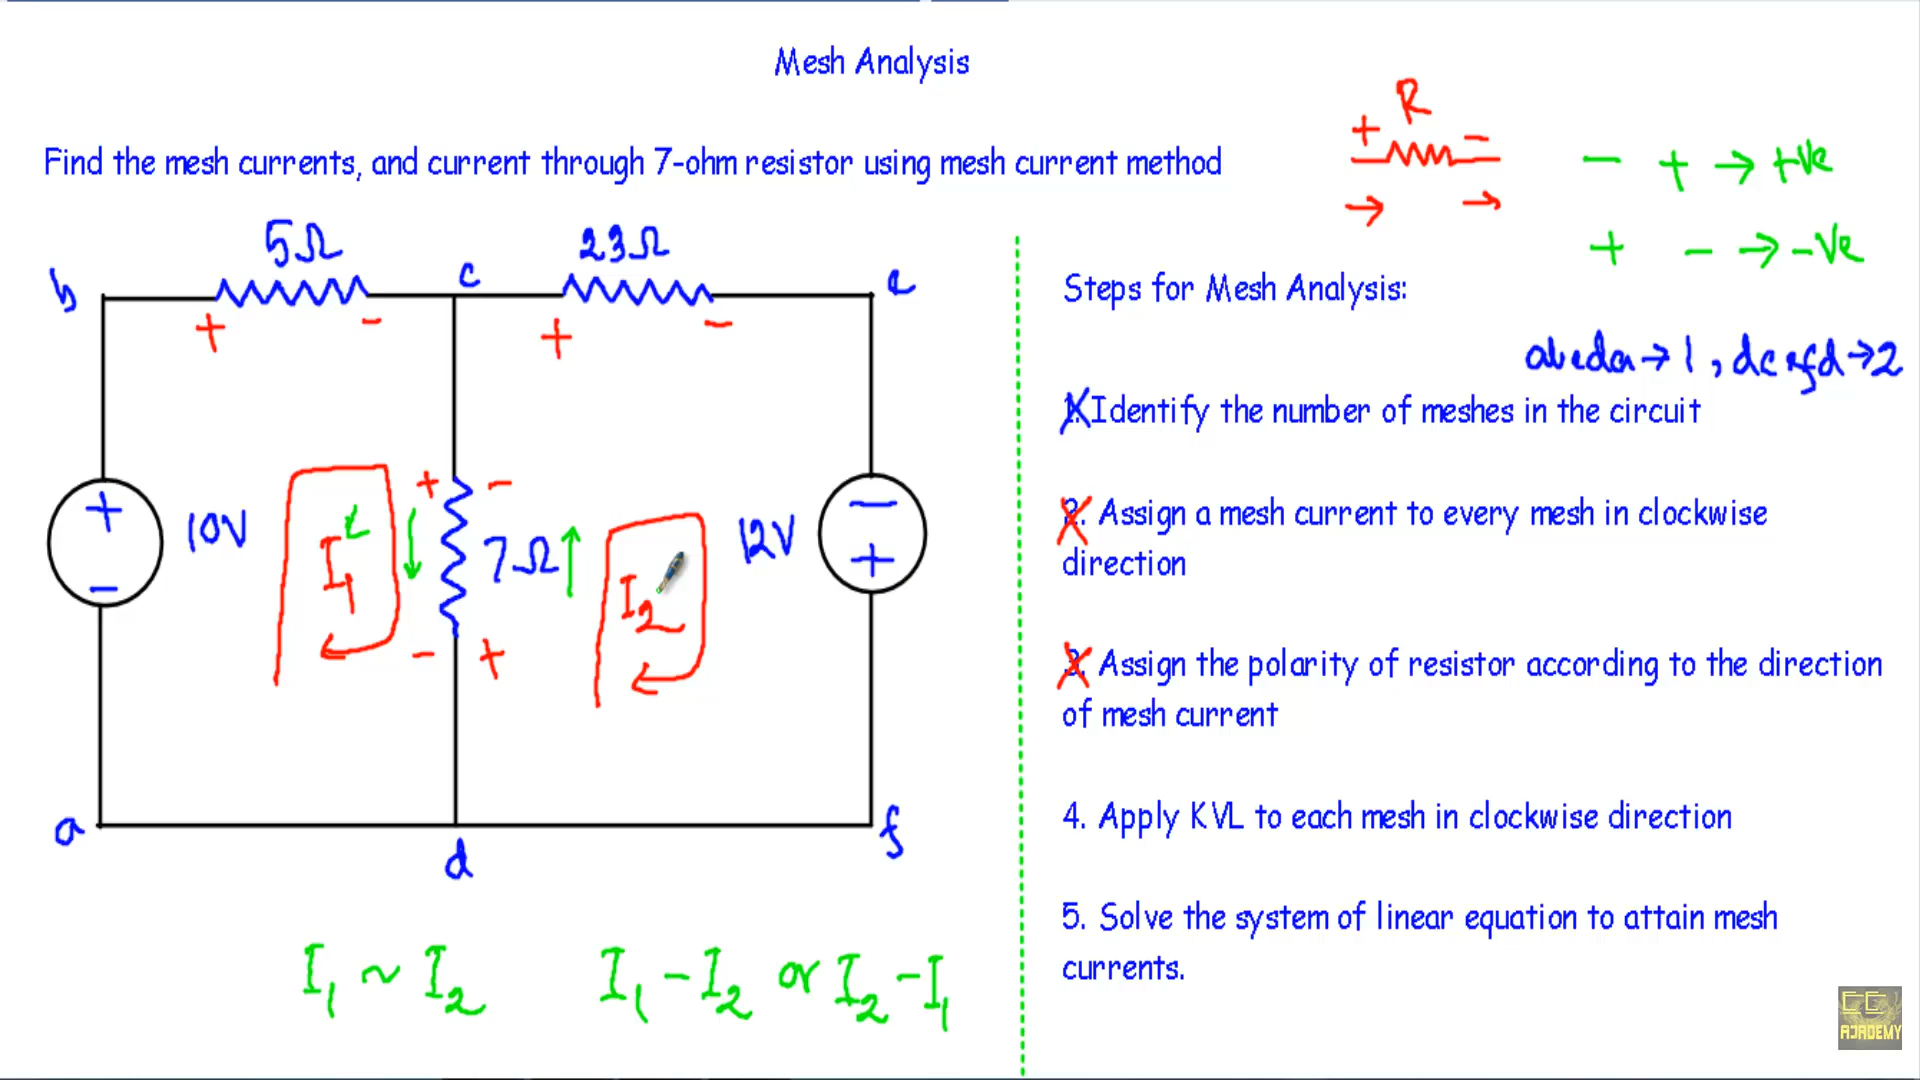 Mesh Analysis
Find the mesh currents, and current through 7-ohm resistor using mesh current method
+ R -
- + → +ve
+ - → -ve
5Ω 23Ω
b c e
+ - + -
10V I₁ + - 7Ω - + I₂ 12V
+ - - +
a d f
I₁ ~ I₂ I₁ - I₂ or I₂ - I₁
Steps for Mesh Analysis:
abcda → 1, dcefd → 2
1. Identify the number of meshes in the circuit
2. Assign a mesh current to every mesh in clockwise
direction
3. Assign the polarity of resistor according to the direction
of mesh current
4. Apply KVL to each mesh in clockwise direction
5. Solve the system of linear equation to attain mesh
currents.
EE
ACADEMY